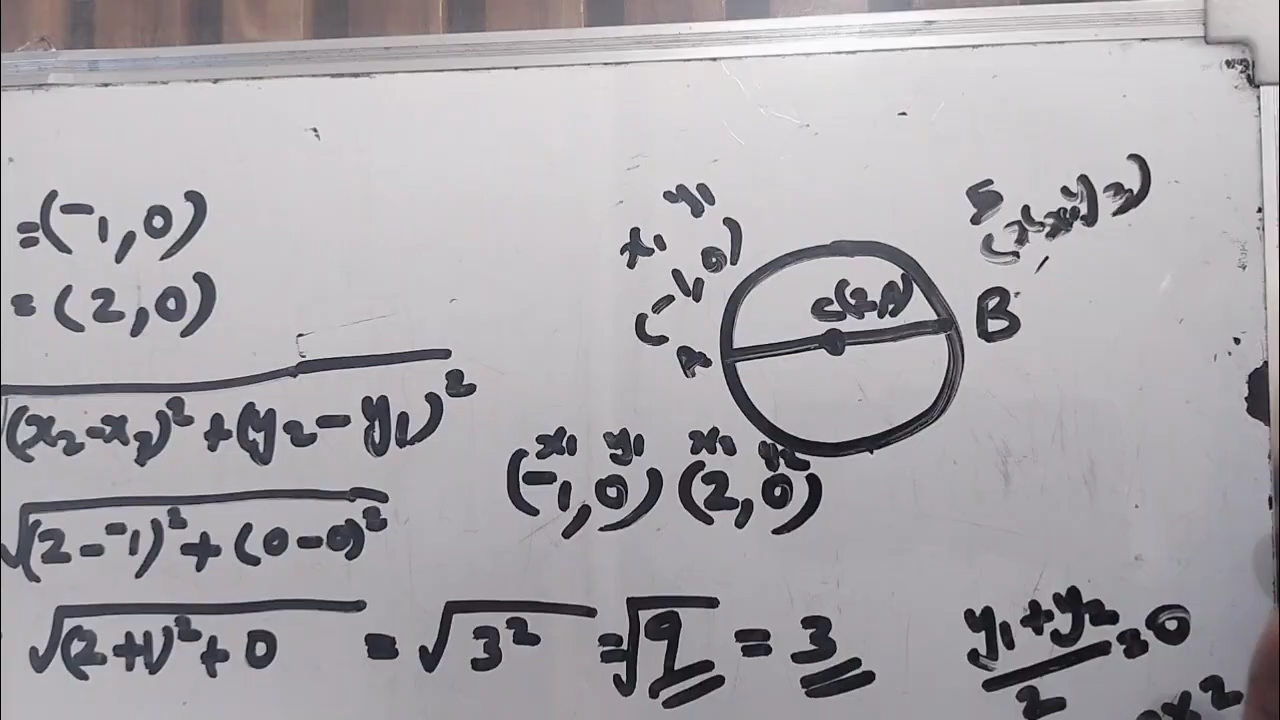 =(-1,0)
=(2,0)
√(x₂-x₂)²+(y₂-y₁)²
√(2--1)²+(0-0)²
√(2+1)²+0 = √3² = √9 = 3
x₁ y₁
(-1, 0)
A
B
x₁ y₁ x₁ y₂
(-1,0) (2,0)
y₁+y₂/2=0